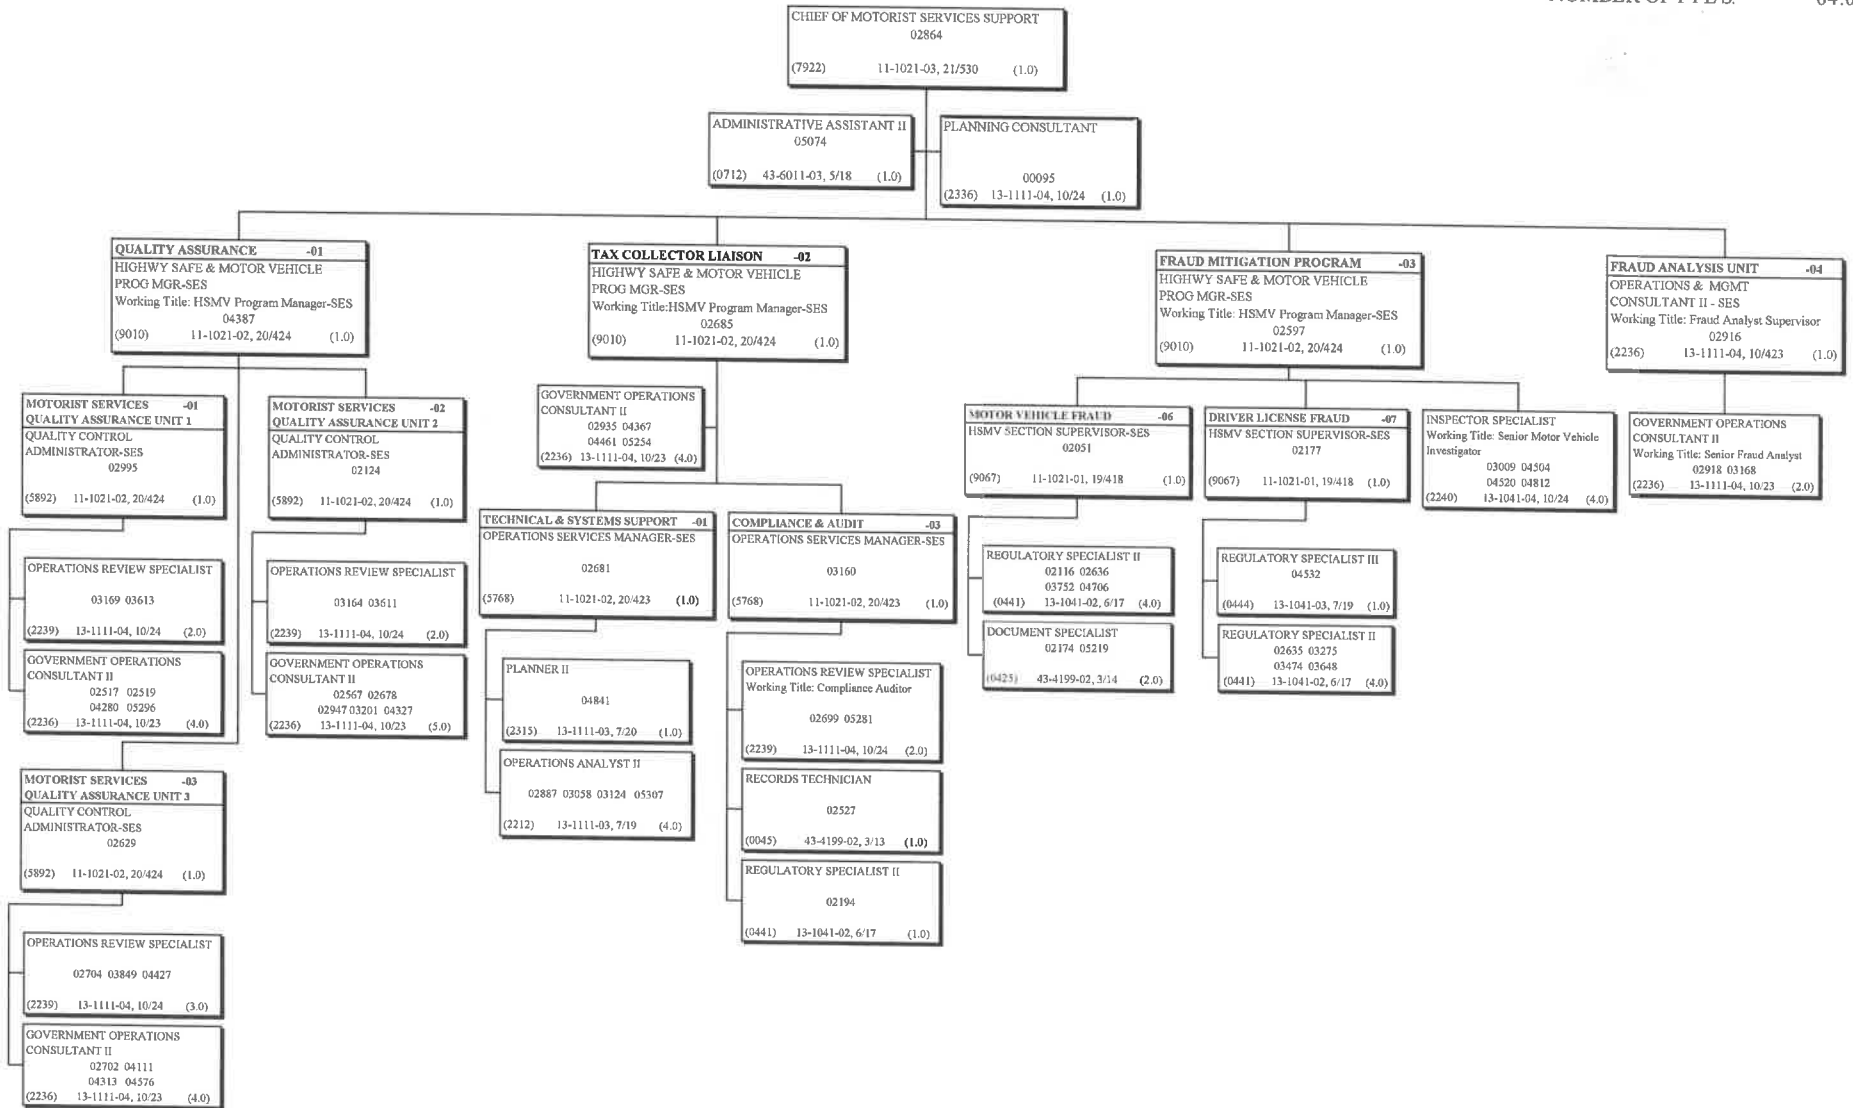 CHIEF OF MOTORIST SERVICES SUPPORT
02864
(7922) 11-1021-03, 21/530 (1.0)
ADMINISTRATIVE ASSISTANT II
05074
(0712) 43-6011-03, 5/18 (1.0)
PLANNING CONSULTANT
00095
(2336) 13-1111-04, 10/24 (1.0)
QUALITY ASSURANCE -01
HIGHWY SAFE & MOTOR VEHICLE
PROG MGR-SES
Working Title: HSMV Program Manager-SES
04387
(9010) 11-1021-02, 20/424 (1.0)
TAX COLLECTOR LIAISON -02
HIGHWY SAFE & MOTOR VEHICLE
PROG MGR-SES
Working Title:HSMV Program Manager-SES
02685
(9010) 11-1021-02, 20/424 (1.0)
FRAUD MITIGATION PROGRAM -03
HIGHWY SAFE & MOTOR VEHICLE
PROG MGR-SES
Working Title: HSMV Program Manager-SES
02597
(9010) 11-1021-02, 20/424 (1.0)
FRAUD ANALYSIS UNIT -04
OPERATIONS & MGMT
CONSULTANT II - SES
Working Title: Fraud Analyst Supervisor
02916
(2236) 13-1111-04, 10/423 (1.0)
MOTORIST SERVICES -01
QUALITY ASSURANCE UNIT 1
QUALITY CONTROL
ADMINISTRATOR-SES
02995
(5892) 11-1021-02, 20/424 (1.0)
MOTORIST SERVICES -02
QUALITY ASSURANCE UNIT 2
QUALITY CONTROL
ADMINISTRATOR-SES
02124
(5892) 11-1021-02, 20/424 (1.0)
GOVERNMENT OPERATIONS
CONSULTANT II
02935 04367
04461 05254
(2236) 13-1111-04, 10/23 (4.0)
MOTOR VEHICLE FRAUD -06
HSMV SECTION SUPERVISOR-SES
02051
(9067) 11-1021-01, 19/418 (1.0)
DRIVER LICENSE FRAUD -07
HSMV SECTION SUPERVISOR-SES
02177
(9067) 11-1021-01, 19/418 (1.0)
INSPECTOR SPECIALIST
Working Title: Senior Motor Vehicle
Investigator
03009 04504
04520 04812
(2240) 13-1041-04, 10/24 (4.0)
GOVERNMENT OPERATIONS
CONSULTANT II
Working Title: Senior Fraud Analyst
02918 03168
(2236) 13-1111-04, 10/23 (2.0)
TECHNICAL & SYSTEMS SUPPORT -01
OPERATIONS SERVICES MANAGER-SES
02681
(5768) 11-1021-02, 20/423 (1.0)
COMPLIANCE & AUDIT -03
OPERATIONS SERVICES MANAGER-SES
03160
(5768) 11-1021-02, 20/423 (1.0)
OPERATIONS REVIEW SPECIALIST
03169 03613
(2239) 13-1111-04, 10/24 (2.0)
OPERATIONS REVIEW SPECIALIST
03164 03611
(2239) 13-1111-04, 10/24 (2.0)
REGULATORY SPECIALIST II
02116 02636
03752 04706
(0441) 13-1041-02, 6/17 (4.0)
REGULATORY SPECIALIST III
04532
(0444) 13-1041-03, 7/19 (1.0)
GOVERNMENT OPERATIONS
CONSULTANT II
02517 02519
04280 05296
(2236) 13-1111-04, 10/23 (4.0)
GOVERNMENT OPERATIONS
CONSULTANT II
02567 02678
02947 03201 04327
(2236) 13-1111-04, 10/23 (5.0)
DOCUMENT SPECIALIST
02174 05219
(0425) 43-4199-02, 3/14 (2.0)
REGULATORY SPECIALIST II
02635 03275
03474 03648
(0441) 13-1041-02, 6/17 (4.0)
PLANNER II
04841
(2315) 13-1111-03, 7/20 (1.0)
OPERATIONS REVIEW SPECIALIST
Working Title: Compliance Auditor
02699 05281
(2239) 13-1111-04, 10/24 (2.0)
OPERATIONS ANALYST II
02887 03058 03124 05307
(2212) 13-1111-03, 7/19 (4.0)
RECORDS TECHNICIAN
02527
(0045) 43-4199-02, 3/13 (1.0)
MOTORIST SERVICES -03
QUALITY ASSURANCE UNIT 3
QUALITY CONTROL
ADMINISTRATOR-SES
02629
(5892) 11-1021-02, 20/424 (1.0)
REGULATORY SPECIALIST II
02194
(0441) 13-1041-02, 6/17 (1.0)
OPERATIONS REVIEW SPECIALIST
02704 03849 04427
(2239) 13-1111-04, 10/24 (3.0)
GOVERNMENT OPERATIONS
CONSULTANT II
02702 04111
04313 04576
(2236) 13-1111-04, 10/23 (4.0)